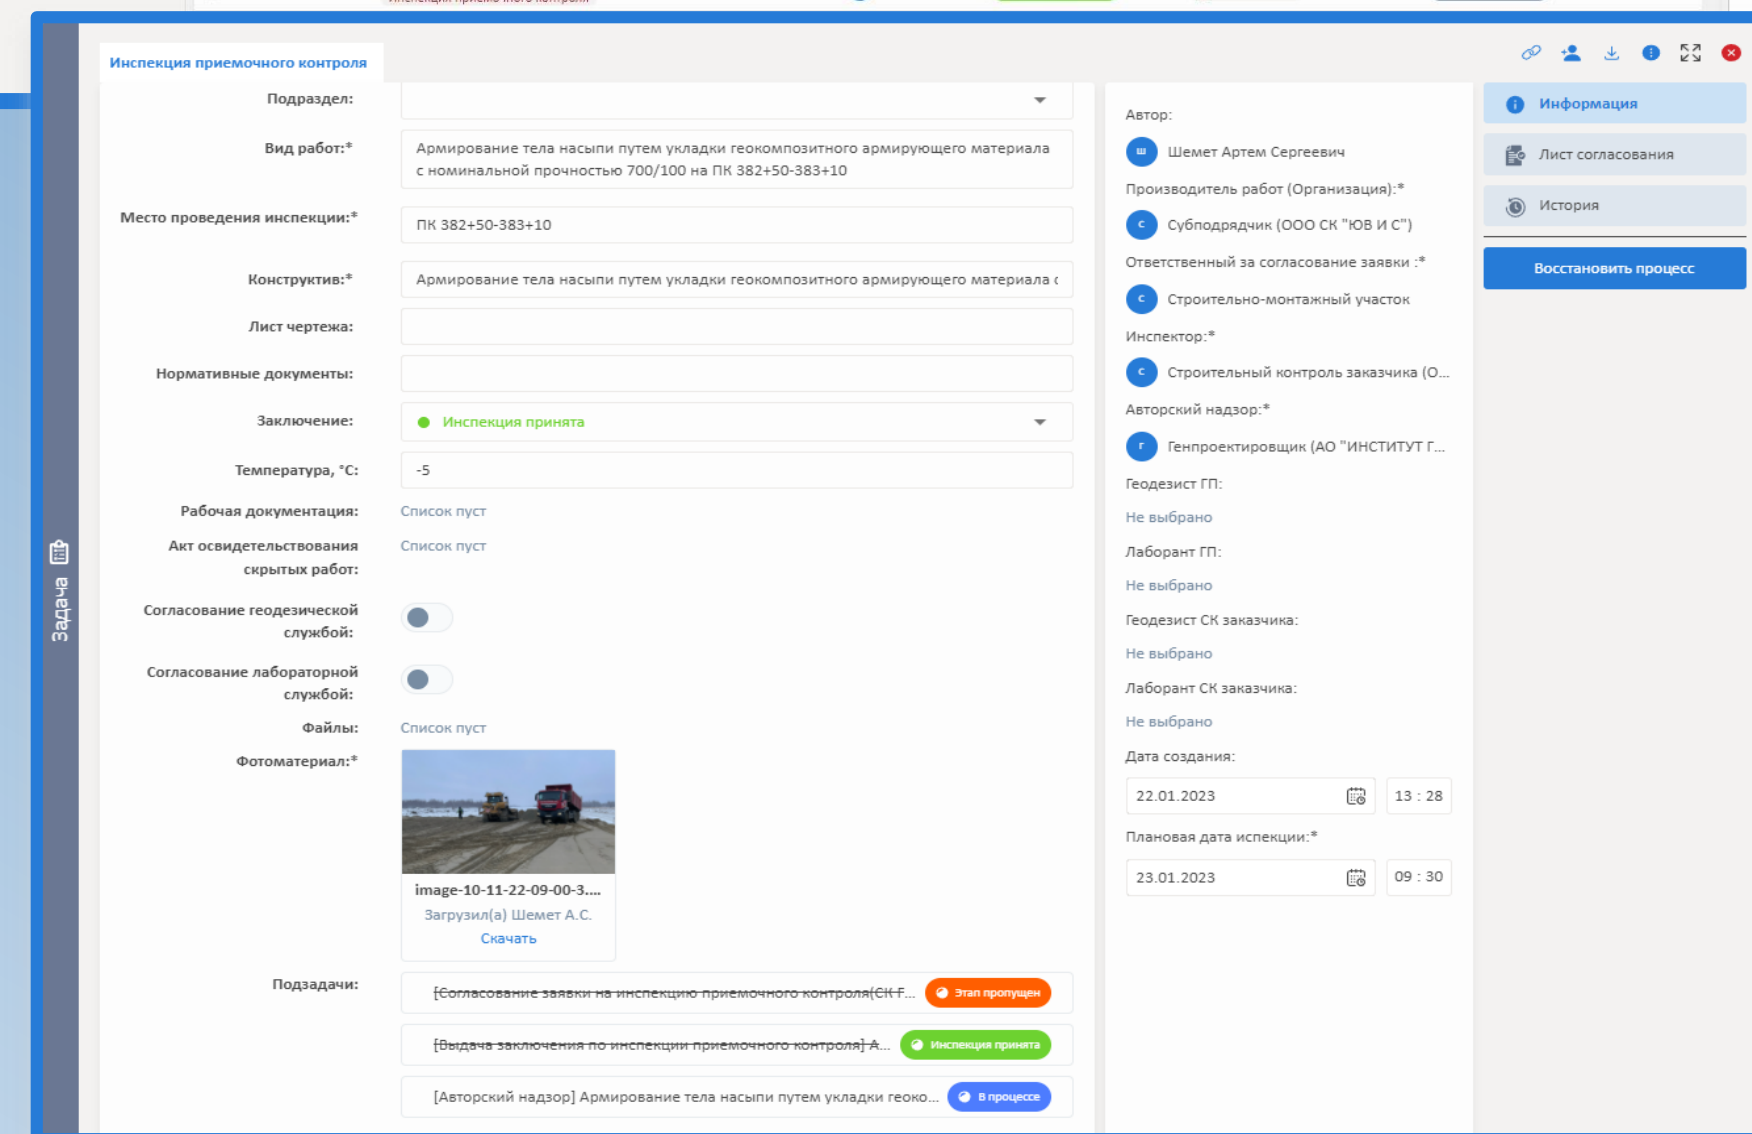 Инспекция приемочного контроля
Подраздел:
Вид работ:*
Армирование тела насыпи путем укладки геокомпозитного армирующего материала
с номинальной прочностью 700/100 на ПК 382+50-383+10
Место проведения инспекции:*
ПК 382+50-383+10
Конструктив:*
Армирование тела насыпи путем укладки геокомпозитного армирующего материала с
Лист чертежа:
Нормативные документы:
Заключение:
Инспекция принята
Температура, °С:
-5
Рабочая документация:
Список пуст
Акт освидетельствования
скрытых работ:
Список пуст
Согласование геодезической
службой:
Согласование лабораторной
службой:
Файлы:
Список пуст
Фотоматериал:*
image-10-11-22-09-00-3....
Загрузил(а) Шемет А.С.
Скачать
Подзадачи:
[Согласование заявки на инспекцию приемочного контроля(СК Г...
Этап пропущен
[Выдача заключения по инспекции приемочного контроля] А...
Инспекция принята
[Авторский надзор] Армирование тела насыпи путем укладки геоко...
В процессе
Задача
Автор:
ш
Шемет Артем Сергеевич
Производитель работ (Организация):*
с
Субподрядчик (ООО СК "ЮВ И С")
Ответственный за согласование заявки :*
с
Строительно-монтажный участок
Инспектор:*
с
Строительный контроль заказчика (О...
Авторский надзор:*
г
Генпроектировщик (АО "ИНСТИТУТ Г...
Геодезист ГП:
Не выбрано
Лаборант ГП:
Не выбрано
Геодезист СК заказчика:
Не выбрано
Лаборант СК заказчика:
Не выбрано
Дата создания:
22.01.2023
13 : 28
Плановая дата испекции:*
23.01.2023
09 : 30
Информация
Лист согласования
История
Восстановить процесс